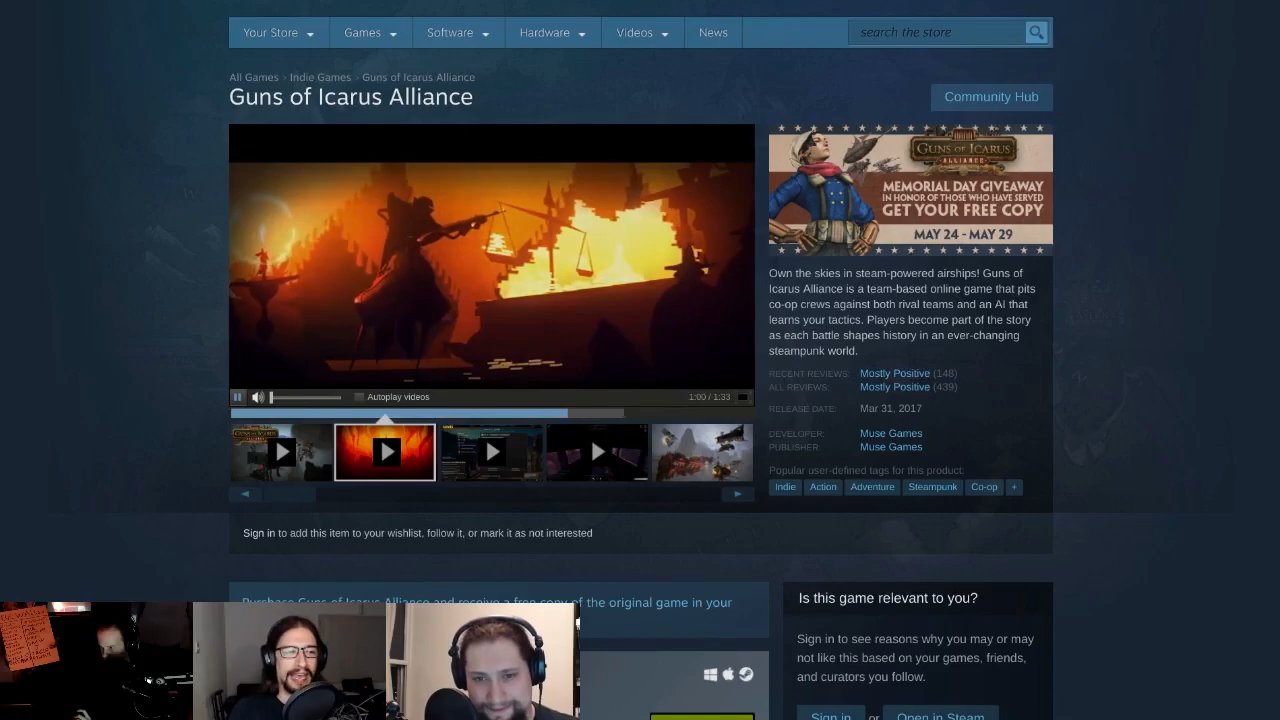 Your Store
Games
Software
Hardware
Videos
News
search the store
All Games > Indie Games > Guns of Icarus Alliance
Guns of Icarus Alliance
Community Hub
GUNS OF ICARUS
ALLIANCE
MEMORIAL DAY GIVEAWAY
IN HONOR OF THOSE WHO HAVE SERVED
GET YOUR FREE COPY
MAY 24 - MAY 29
Own the skies in steam-powered airships! Guns of
Icarus Alliance is a team-based online game that pits
co-op crews against both rival teams and an AI that
learns your tactics. Players become part of the story
as each battle shapes history in an ever-changing
steampunk world.
RECENT REVIEWS: Mostly Positive (148)
ALL REVIEWS: Mostly Positive (439)
RELEASE DATE: Mar 31, 2017
DEVELOPER: Muse Games
PUBLISHER: Muse Games
Popular user-defined tags for this product:
Indie Action Adventure Steampunk Co-op +
Autoplay videos
1:00 / 1:33
Sign in to add this item to your wishlist, follow it, or mark it as not interested
Purchase Guns of Icarus Alliance and receive a free copy of the original game in your
Is this game relevant to you?
Sign in to see reasons why you may or may
not like this based on your games, friends,
and curators you follow.
Sign in or Open in Steam